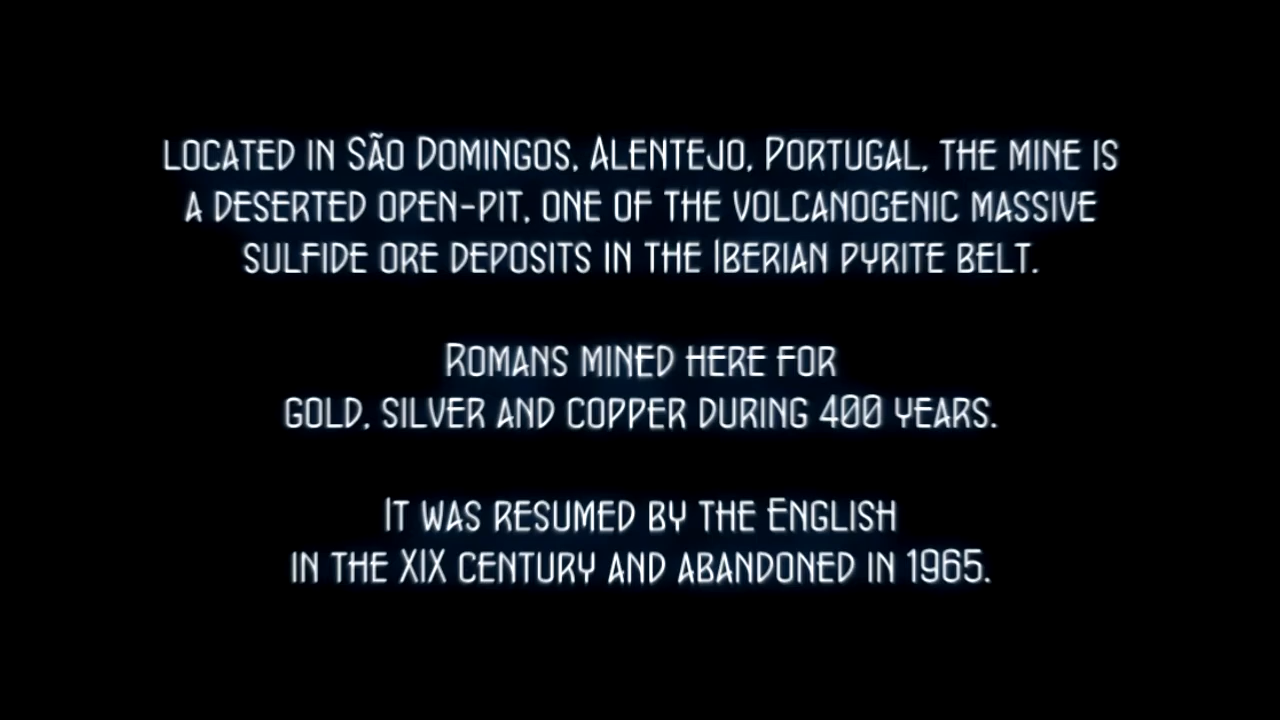 Located in São Domingos, Alentejo, Portugal, the mine is
a deserted open-pit, one of the volcanogenic massive
sulfide ore deposits in the Iberian pyrite belt.
Romans mined here for
gold, silver and copper during 400 years.
It was resumed by the English
in the XIX century and abandoned in 1965.